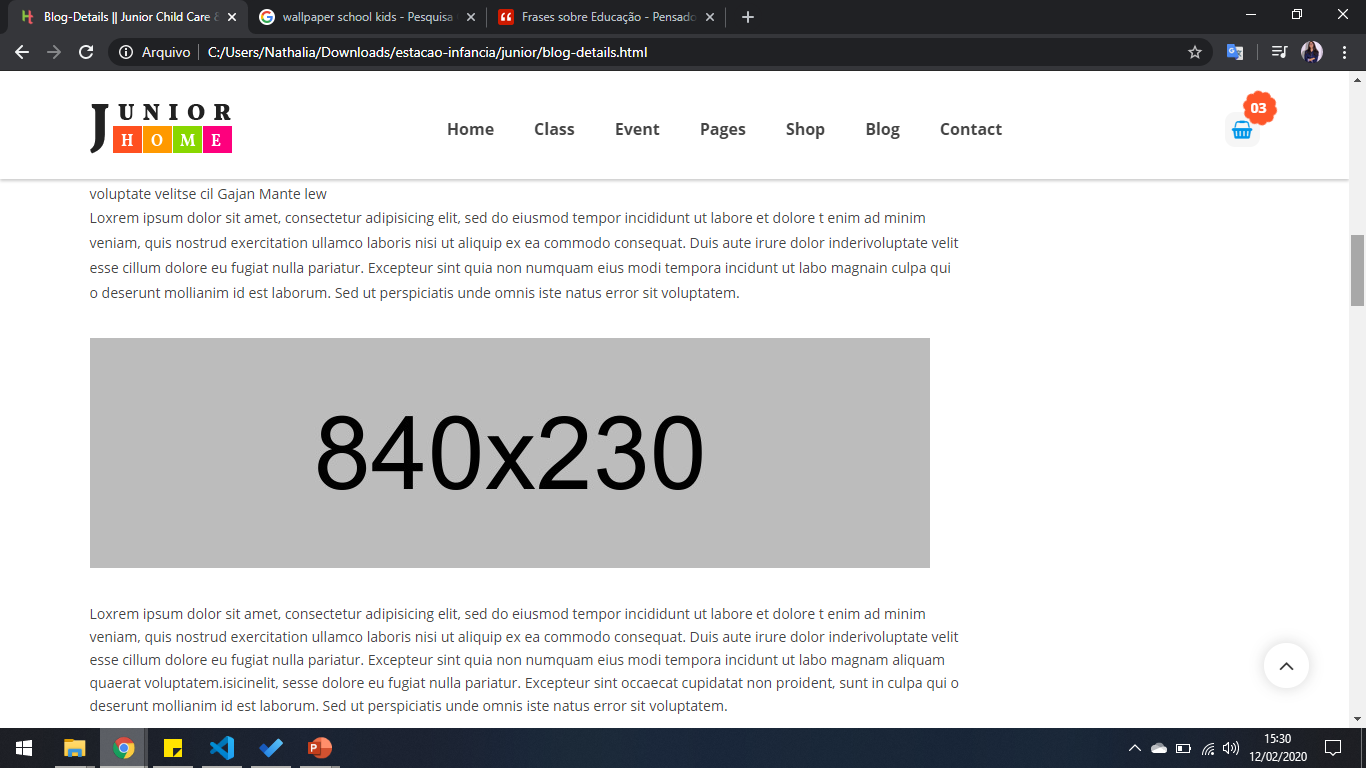 Blog-Details || Junior Child Care &
wallpaper school kids - Pesquisa
Frases sobre Educação - Pensado
Arquivo
C:/Users/Nathalia/Downloads/estacao-infancia/junior/blog-details.html
JUNIOR
HOME
Home Class Event Pages Shop Blog Contact
03
voluptate velitse cil Gajan Mante lew
Loxrem ipsum dolor sit amet, consectetur adipisicing elit, sed do eiusmod tempor incididunt ut labore et dolore t enim ad minim
veniam, quis nostrud exercitation ullamco laboris nisi ut aliquip ex ea commodo consequat. Duis aute irure dolor inderivoluptate velit
esse cillum dolore eu fugiat nulla pariatur. Excepteur sint quia non numquam eius modi tempora incidunt ut labo magnain culpa qui
o deserunt mollianim id est laborum. Sed ut perspiciatis unde omnis iste natus error sit voluptatem.
840x230
Loxrem ipsum dolor sit amet, consectetur adipisicing elit, sed do eiusmod tempor incididunt ut labore et dolore t enim ad minim
veniam, quis nostrud exercitation ullamco laboris nisi ut aliquip ex ea commodo consequat. Duis aute irure dolor inderivoluptate velit
esse cillum dolore eu fugiat nulla pariatur. Excepteur sint quia non numquam eius modi tempora incidunt ut labo magnam aliquam
quaerat voluptatem.isicinelit, sesse dolore eu fugiat nulla pariatur. Excepteur sint occaecat cupidatat non proident, sunt in culpa qui o
deserunt mollianim id est laborum. Sed ut perspiciatis unde omnis iste natus error sit voluptatem.
15:30
12/02/2020